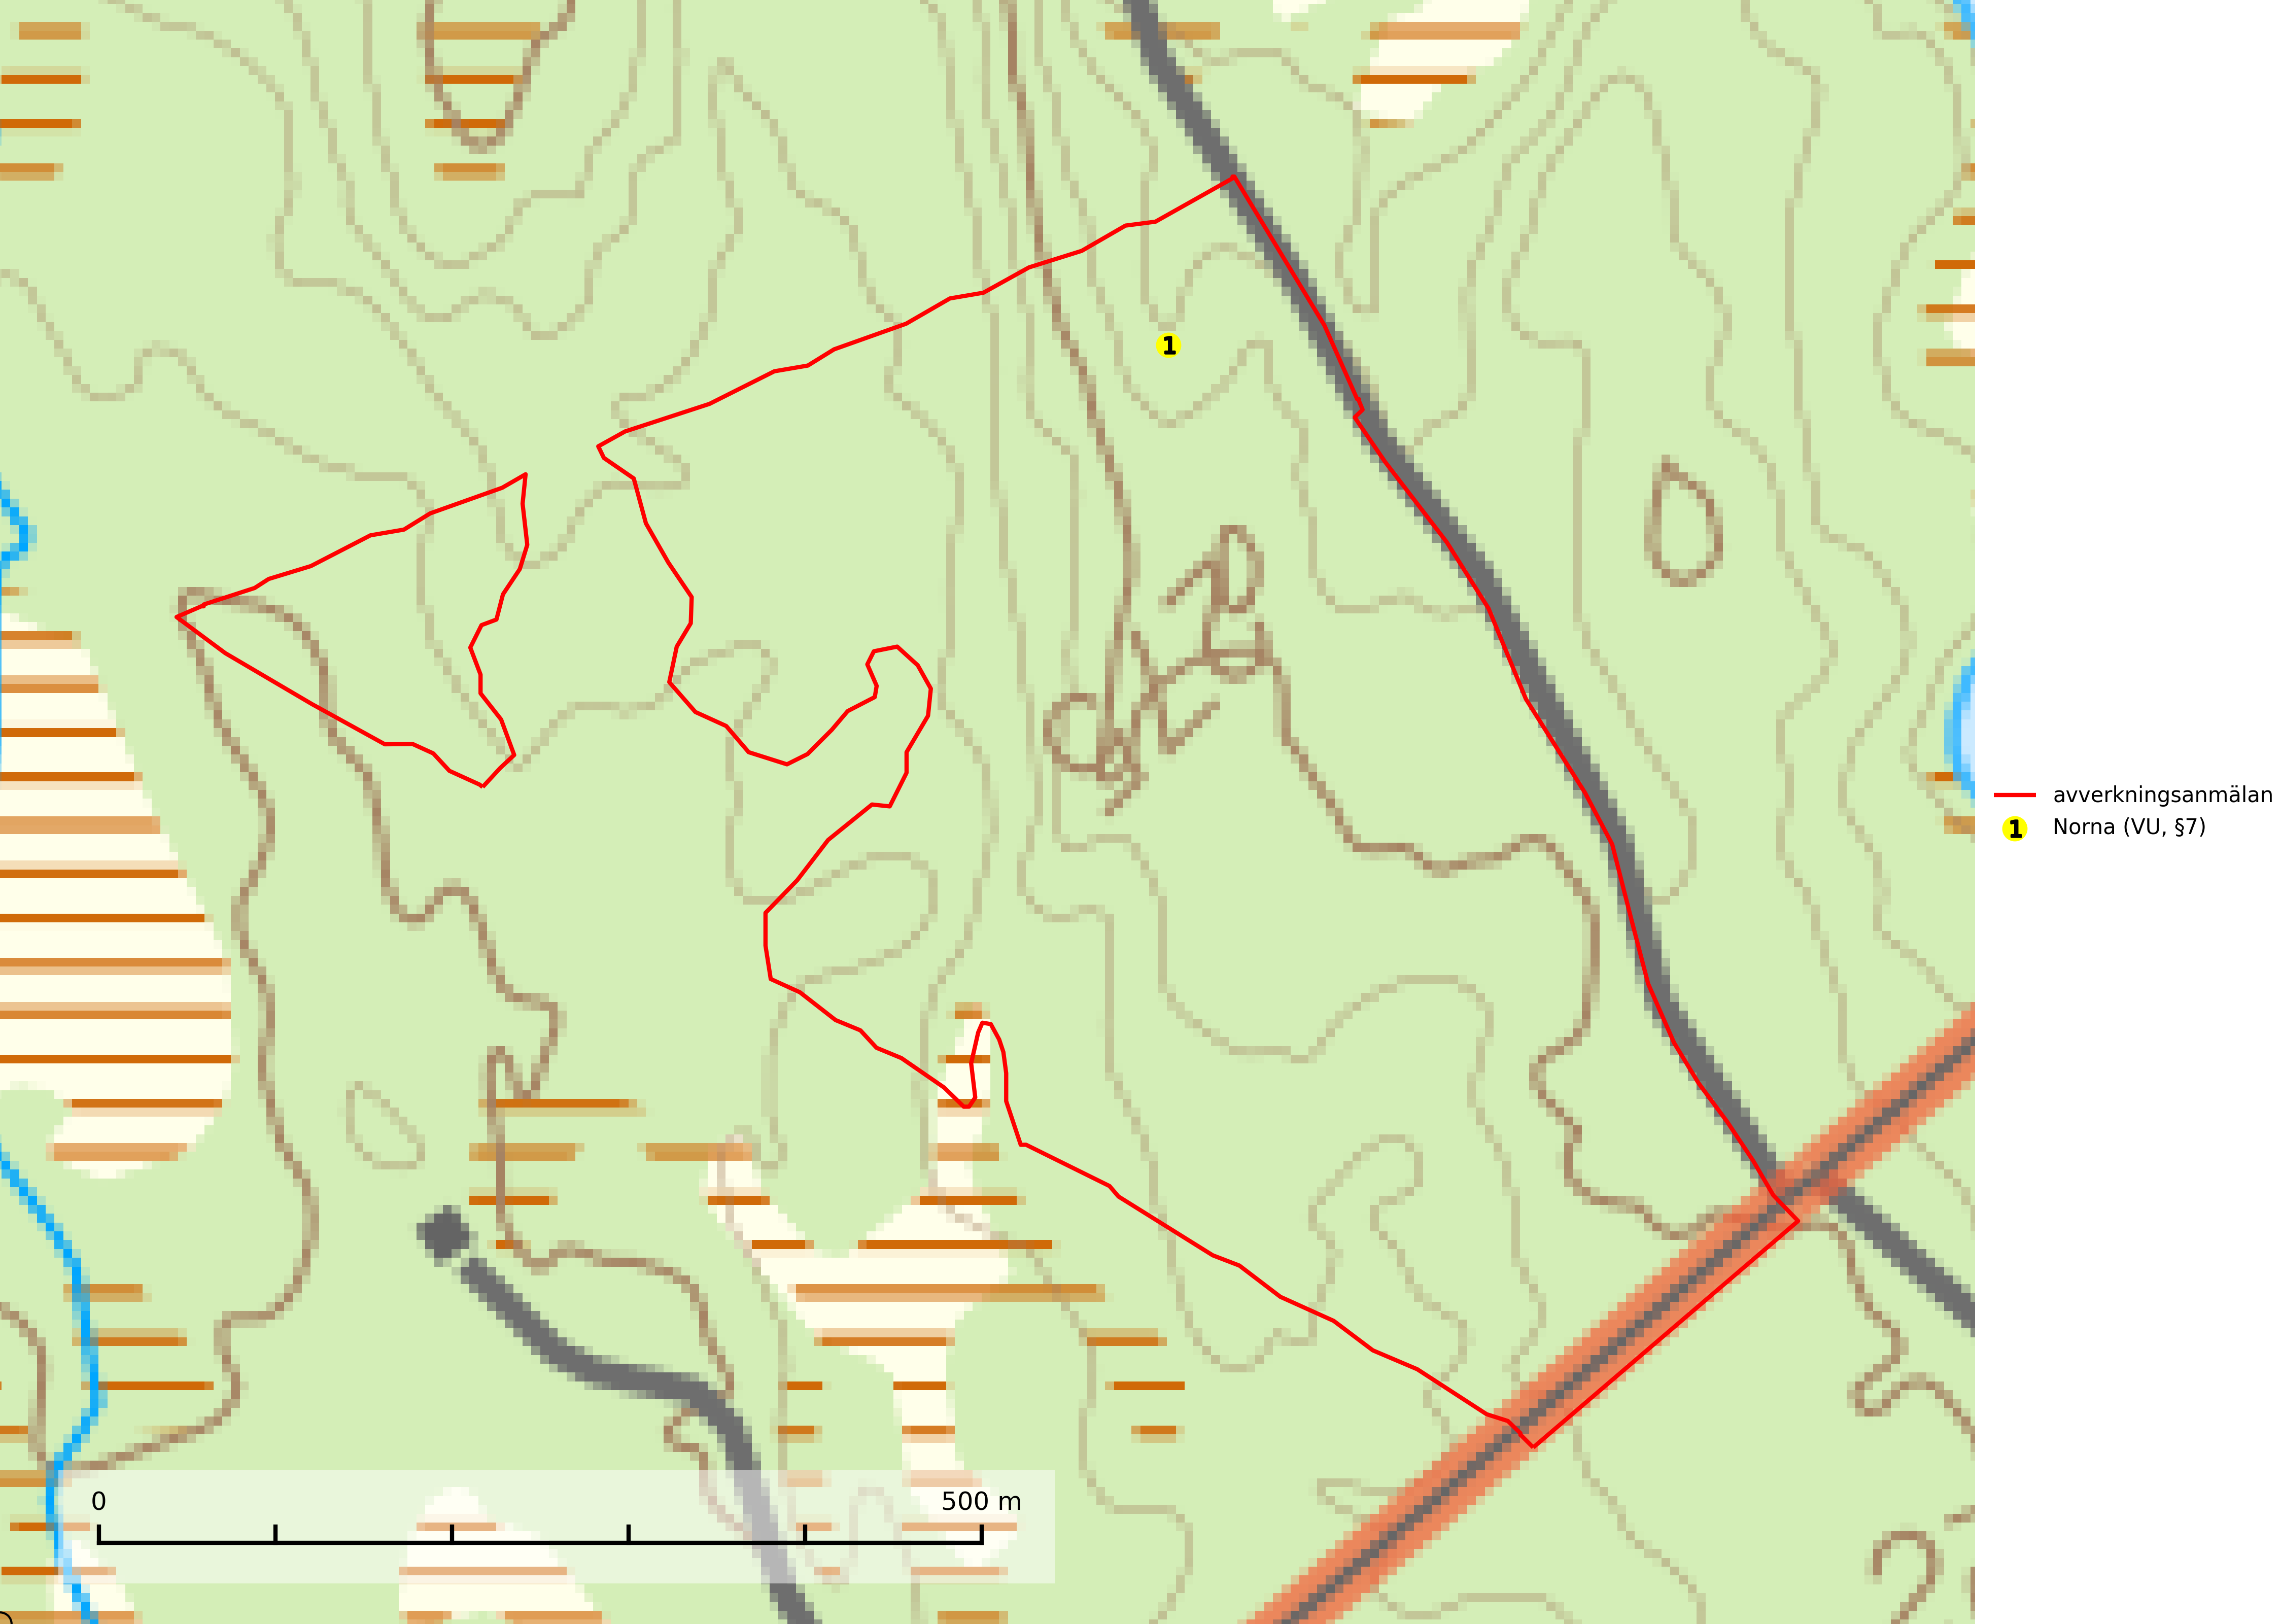 1
avverkningsanmälan
1 Norna (VU, §7)
0 500 m